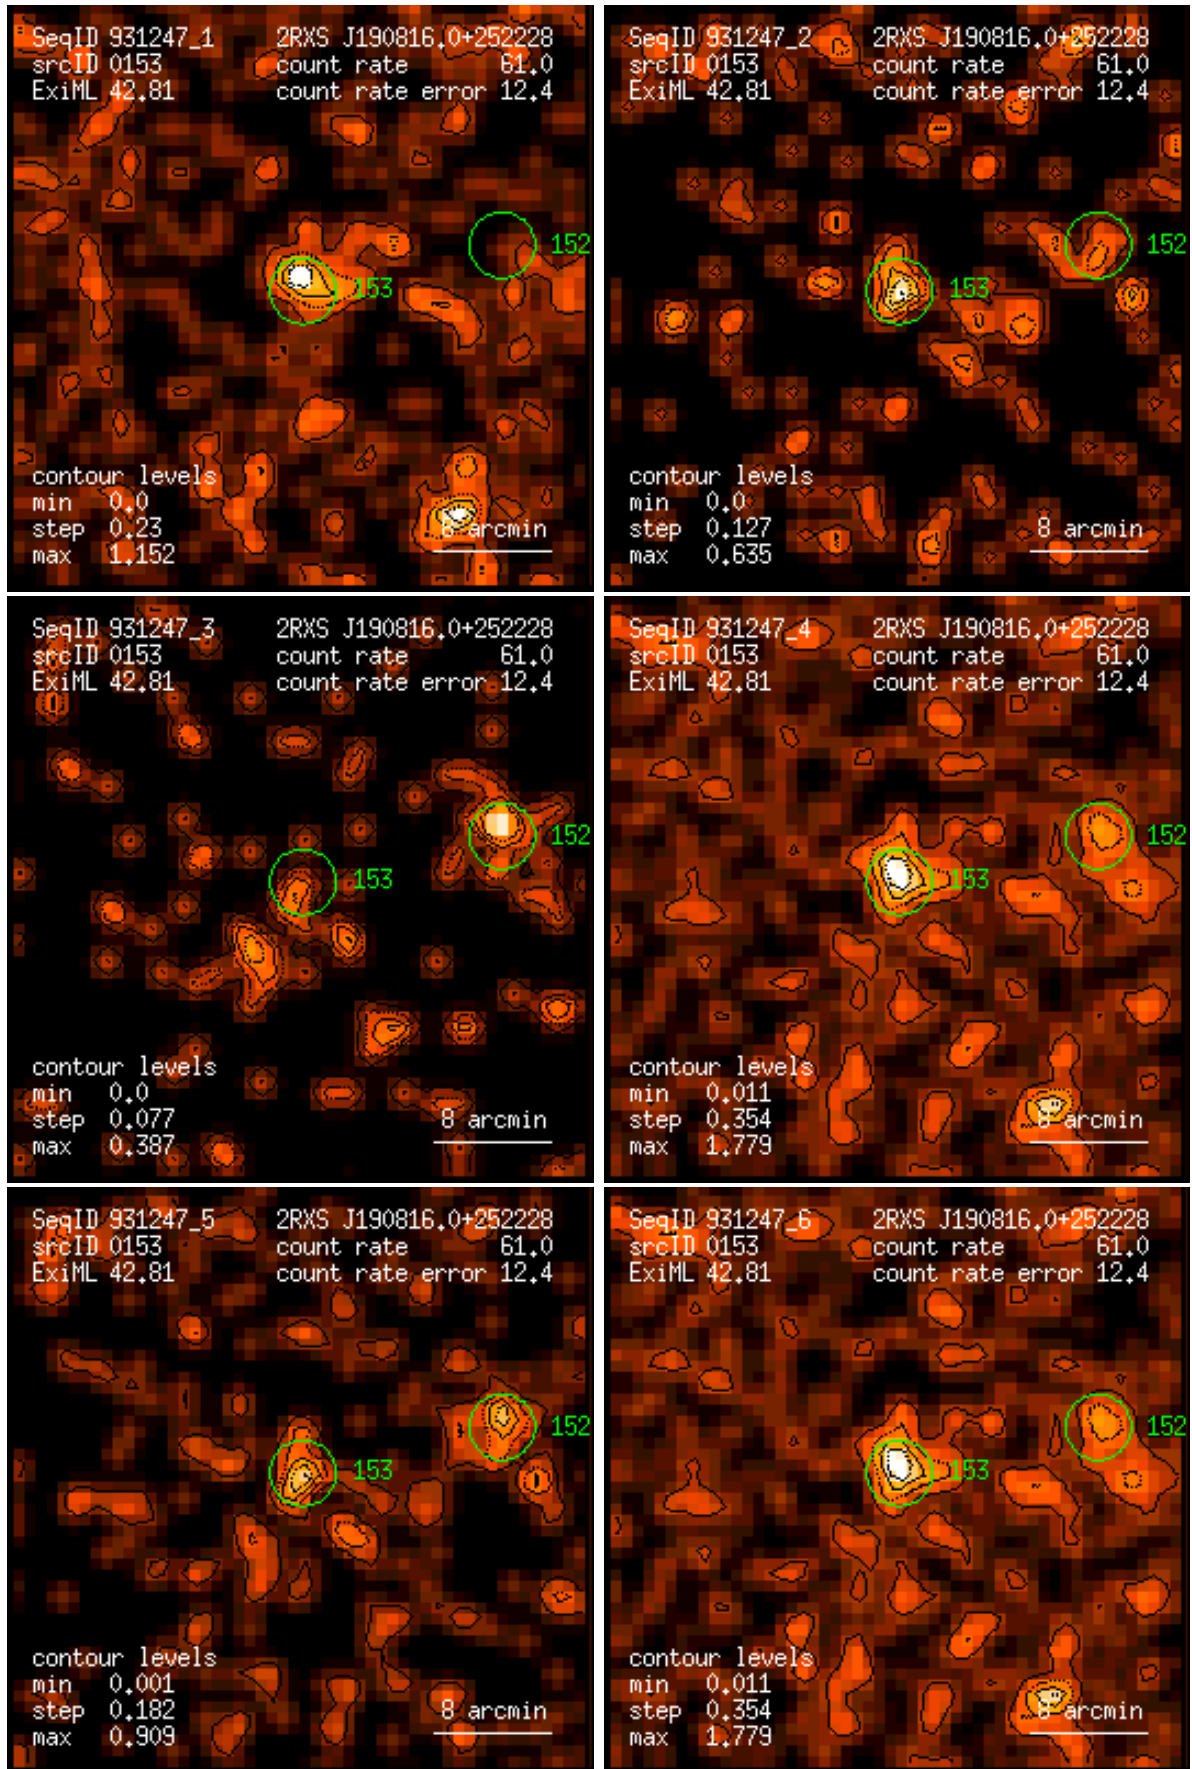 SeqID 931247_1 2RXS J190816.0+252228
srcID 0153 count rate 61.0
ExiML 42.81 count rate error 12.4
152
153
contour levels
min 0.0
step 0.23
max 1.152
8 arcmin
SeqID 931247_2 2RXS J190816.0+252228
srcID 0153 count rate 61.0
ExiML 42.81 count rate error 12.4
152
153
contour levels
min 0.0
step 0.127
max 0.635
8 arcmin
SeqID 931247_3 2RXS J190816.0+252228
srcID 0153 count rate 61.0
ExiML 42.81 count rate error 12.4
152
153
contour levels
min 0.0
step 0.077
max 0.387
8 arcmin
SeqID 931247_4 2RXS J190816.0+252228
srcID 0153 count rate 61.0
ExiML 42.81 count rate error 12.4
152
153
contour levels
min 0.011
step 0.354
max 1.779
8 arcmin
SeqID 931247_5 2RXS J190816.0+252228
srcID 0153 count rate 61.0
ExiML 42.81 count rate error 12.4
152
153
contour levels
min 0.001
step 0.182
max 0.909
8 arcmin
SeqID 931247_6 2RXS J190816.0+252228
srcID 0153 count rate 61.0
ExiML 42.81 count rate error 12.4
152
153
contour levels
min 0.011
step 0.354
max 1.779
8 arcmin